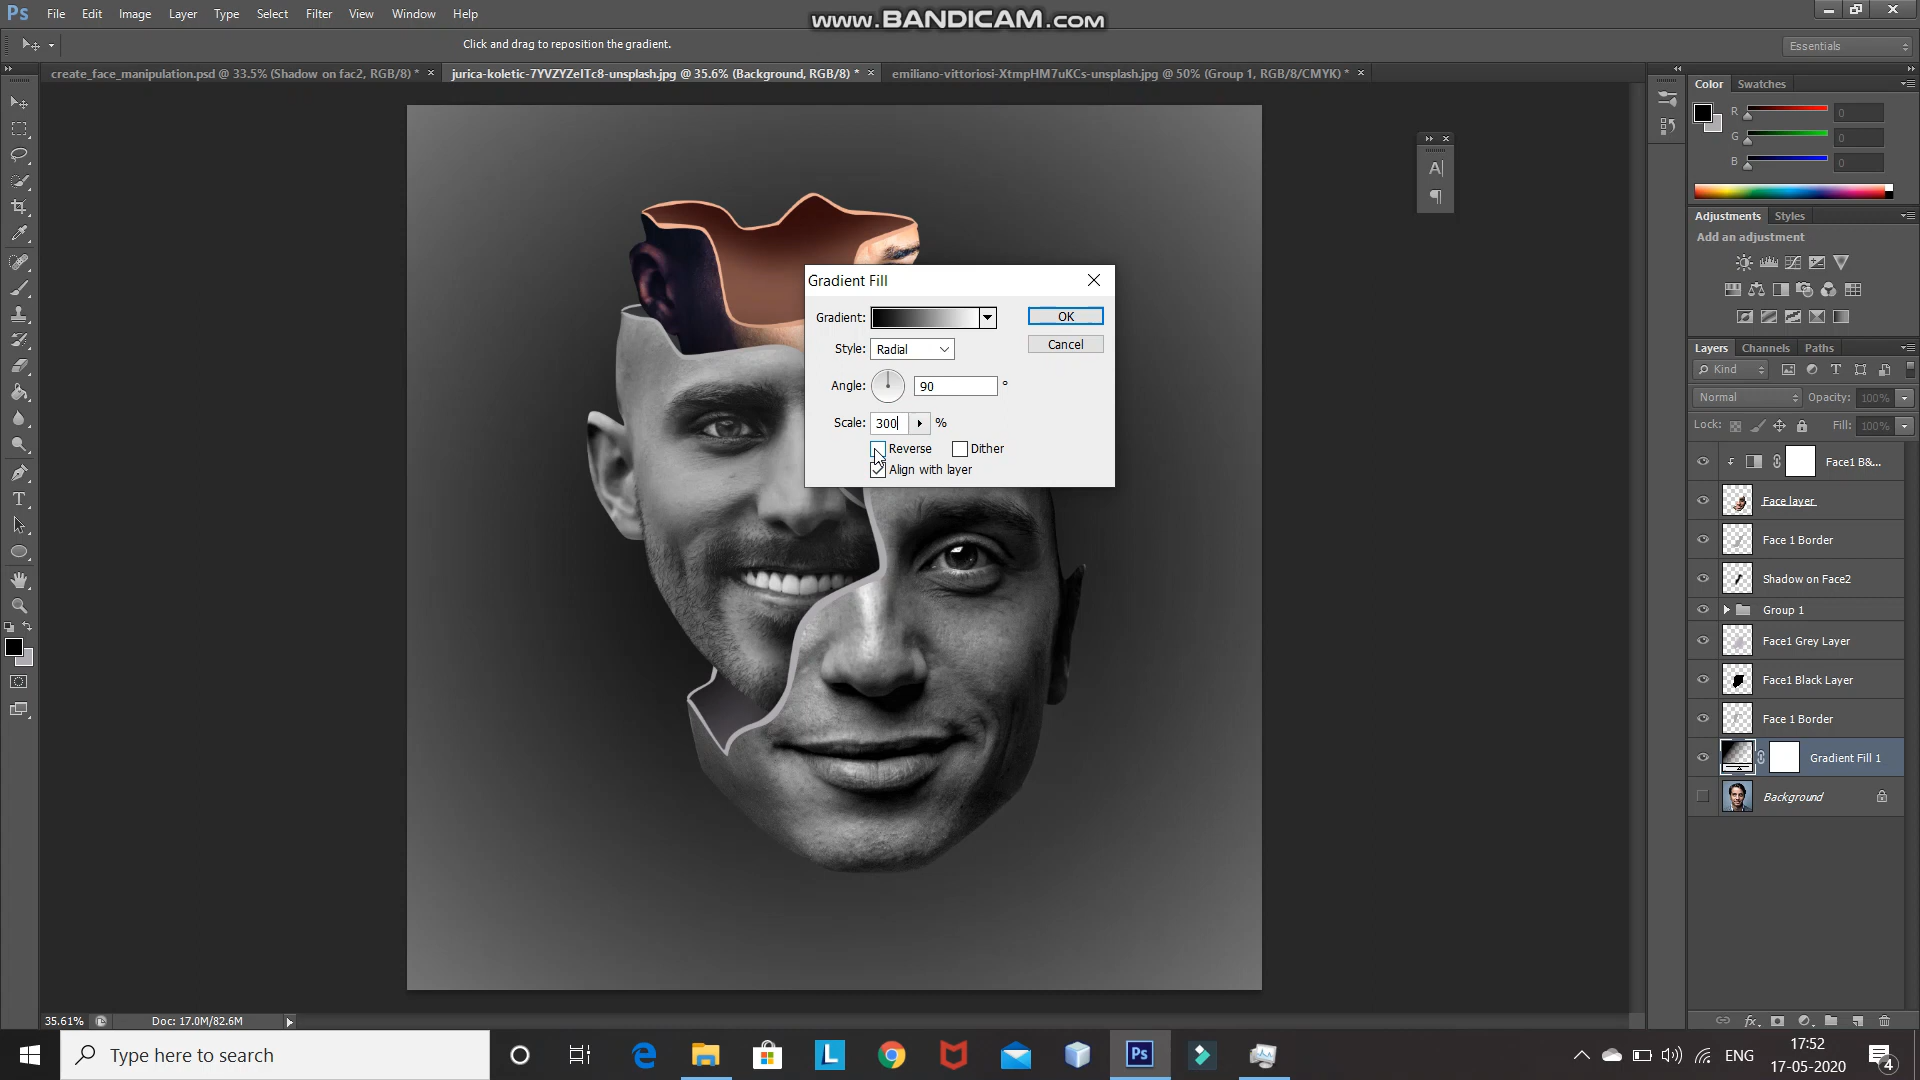 Ps File Edit Image Layer Type Select Filter View Window Help
www.BANDICAM.com
Click and drag to reposition the gradient.
Essentials
create_face_manipulation.psd @ 33.5% (Shadow on fac2, RGB/8) *
jurica-koletic-7YVZYZeITc8-unsplash.jpg @ 35.6% (Background, RGB/8) *
emiliano-vittoriosi-XtmpHM7uKCs-unsplash.jpg @ 50% (Group 1, RGB/8/CMYK) *
Color Swatches
R 0
G 0
B 0
Adjustments Styles
Add an adjustment
Layers Channels Paths
Kind
Normal Opacity: 100%
Lock: Fill: 100%
Face1 B&...
Face layer
Face 1 Border
Shadow on Face2
Group 1
Face1 Grey Layer
Face1 Black Layer
Face 1 Border
Gradient Fill 1
Background
Gradient Fill
Gradient: OK
Style: Radial Cancel
Angle: 90 °
Scale: 300 %
Reverse Dither
Align with layer
35.61% Doc: 17.0M/82.6M
Type here to search
ENG
17:52
17-05-2020
4